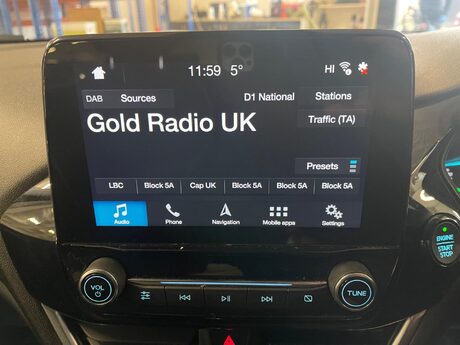 11:59 5° HI
DAB Sources D1 National Stations
Gold Radio UK
Traffic (TA)
Presets
LBC Block 5A Cap UK Block 5A Block 5A Block 5A
Audio Phone Navigation Mobile apps Settings
ENGINE
START
STOP
VOL
TUNE